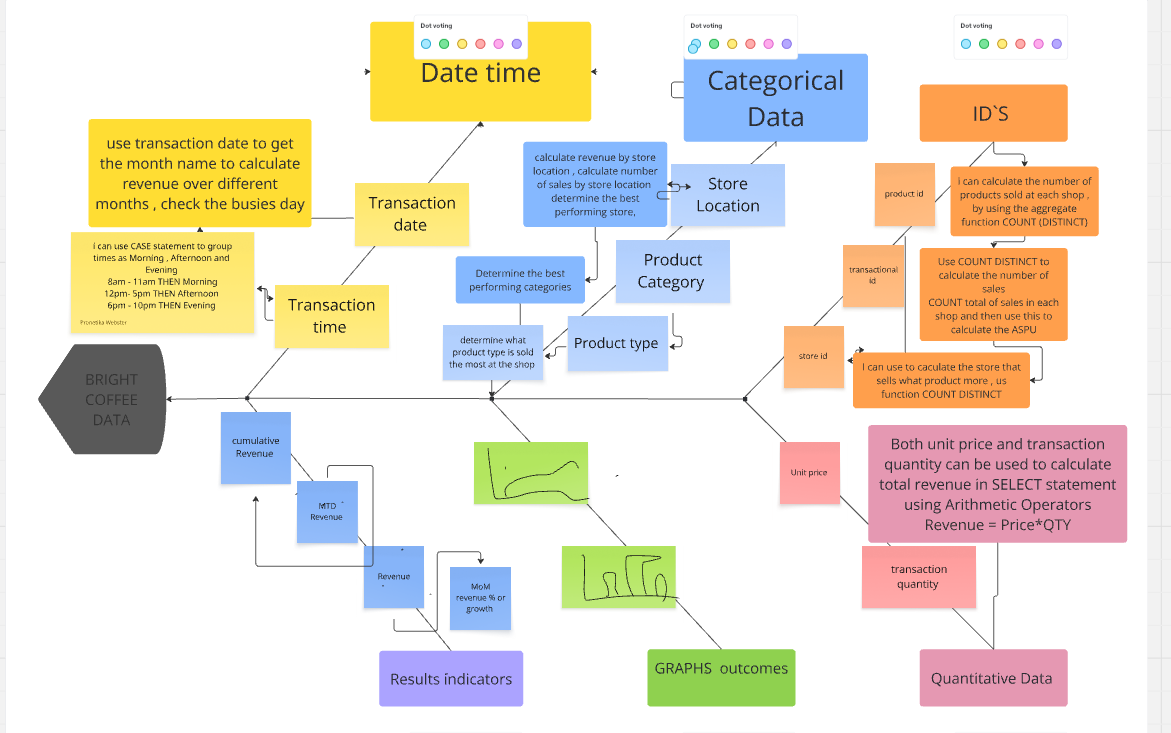 Dot voting
Date time
Dot voting
Categorical
Data
Dot voting
ID`S
use transaction date to get
the month name to calculate
revenue over different
months , check the busies day
Transaction
date
i can use CASE statement to group
times as Morning , Afternoon and
Evening
8am - 11am THEN Morning
12pm- 5pm THEN Afternoon
6pm - 10pm THEN Evening
Pronetika Webster
Transaction
time
calculate revenue by store
location , calculate number
of sales by store location
determine the best
performing store,
Store
Location
Determine the best
performing categories
Product
Category
determine what
product type is sold
the most at the shop
Product type
product id
i can calculate the number of
products sold at each shop ,
by using the aggregate
function COUNT (DISTINCT)
transactional
id
Use COUNT DISTINCT to
calculate the number of
sales
COUNT total of sales in each
shop and then use this to
calculate the ASPU
store id
I can use to caculate the store that
sells what product more , us
function COUNT DISTINCT
BRIGHT
COFFEE
DATA
cumulative
Revenue
MTD
Revenue
Revenue
MoM
revenue % or
growth
Results indicators
GRAPHS  outcomes
Unit price
Both unit price and transaction
quantity can be used to calculate
total revenue in SELECT statement
using Arithmetic Operators
Revenue = Price*QTY
transaction
quantity
Quantitative Data